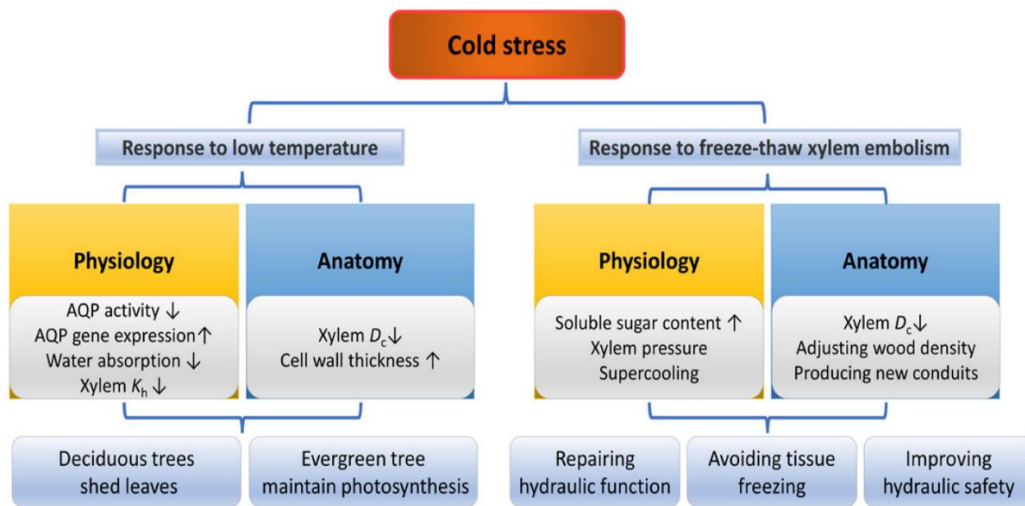 Cold stress
Response to low temperature
Response to freeze-thaw xylem embolism
Physiology
AQP activity ↓
AQP gene expression↑
Water absorption ↓
Xylem Kh ↓
Anatomy
Xylem Dc↓
Cell wall thickness ↑
Physiology
Soluble sugar content ↑
Xylem pressure
Supercooling
Anatomy
Xylem Dc↓
Adjusting wood density
Producing new conduits
Deciduous trees
shed leaves
Evergreen tree
maintain photosynthesis
Repairing
hydraulic function
Avoiding tissue
freezing
Improving
hydraulic safety